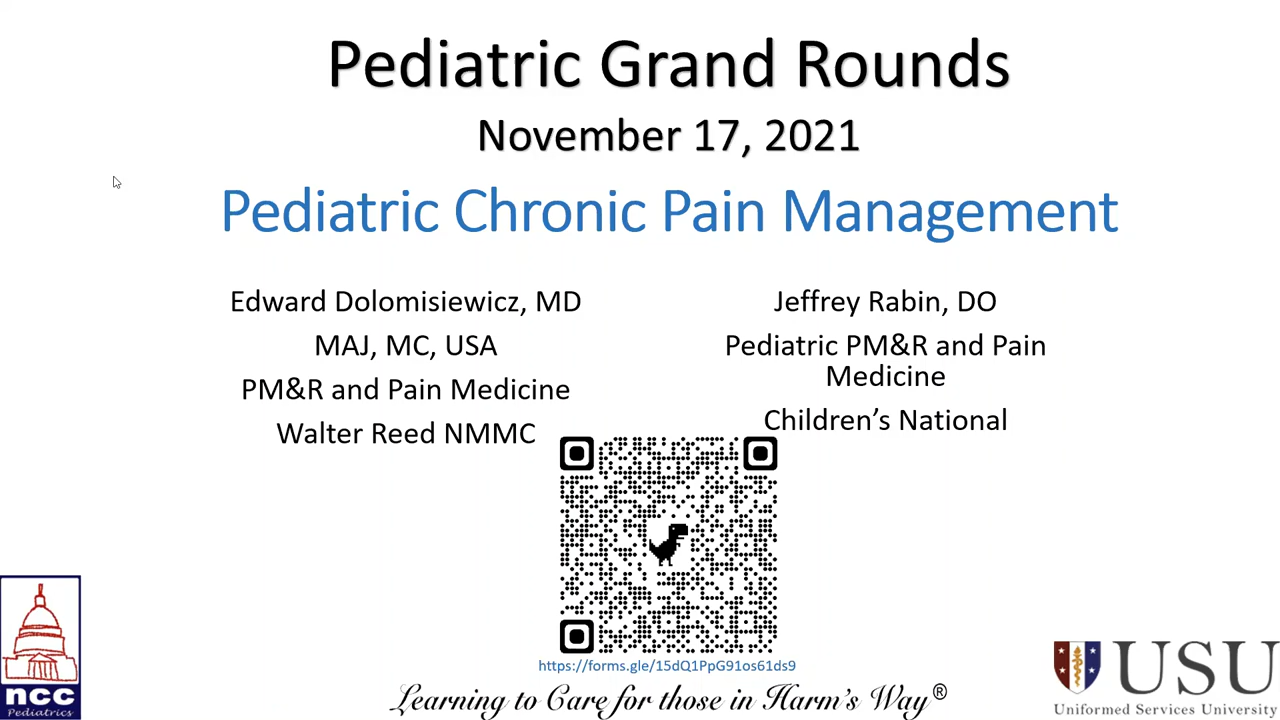 Pediatric Grand Rounds
November 17, 2021
Pediatric Chronic Pain Management
Edward Dolomisiewicz, MD
MAJ, MC, USA
PM&R and Pain Medicine
Walter Reed NMMC
Jeffrey Rabin, DO
Pediatric PM&R and Pain
Medicine
Children's National
https://forms.gle/15dQ1PpG91os61ds9
Learning to Care for those in Harm's Way®
ncc
Pediatrics
USU
Uniformed Services University